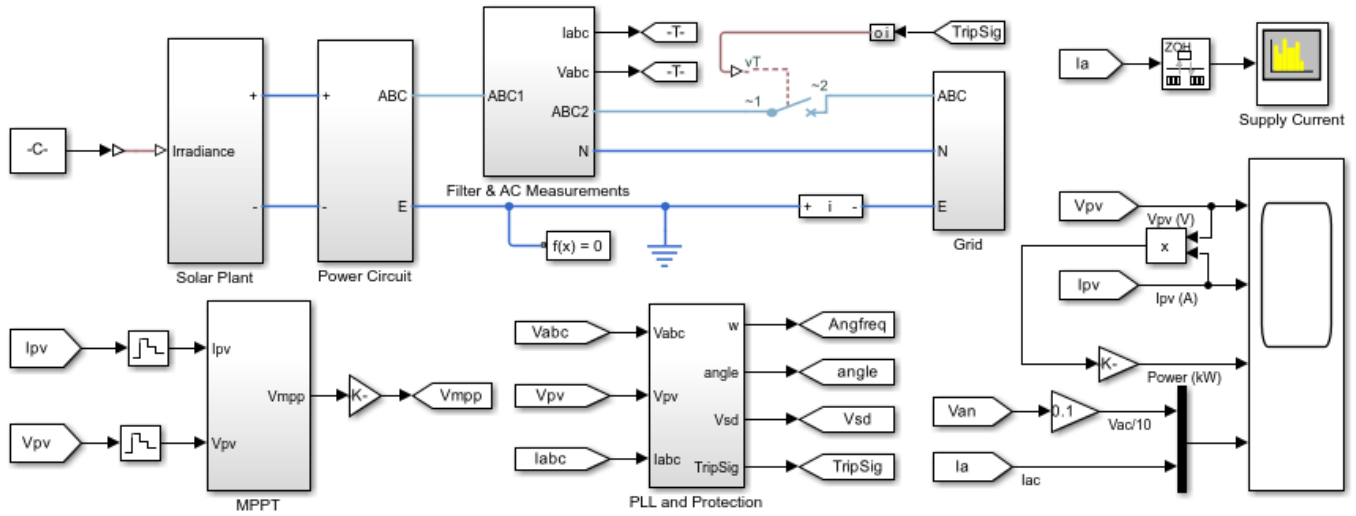 Iabc
-T-
o i
TripSig
Ia
ZOH
Vabc
-T-
vT
~1
~2
+
+
ABC
ABC1
ABC2
ABC
Supply Current
-C-
Irradiance
N
N
Filter & AC Measurements
-
-
E
+ i -
E
f(x) = 0
Grid
Solar Plant
Power Circuit
Vpv
Vpv (V)
x
Ipv
Ipv (A)
K-
Power (kW)
Van
0.1
Vac/10
Ia
Iac
Ipv
Ipv
Vmpp
K-
Vmpp
Vpv
Vpv
MPPT
Vabc
Vabc
w
Angfreq
angle
angle
Vpv
Vpv
Vsd
Vsd
Iabc
Iabc
TripSig
TripSig
PLL and Protection